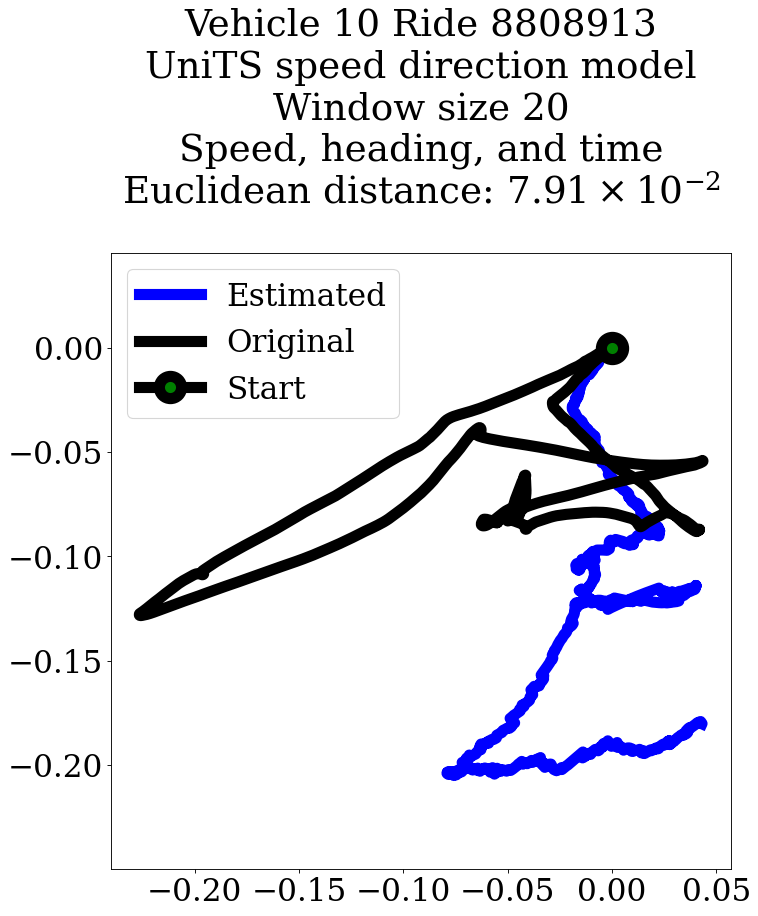 Vehicle 10 Ride 8808913
UniTS speed direction model
Window size 20
Speed, heading, and time
Euclidean distance: 7.91 × 10⁻²
Estimated
Original
Start
0.00
−0.05
−0.10
−0.15
−0.20
−0.20 −0.15 −0.10 −0.05 0.00 0.05